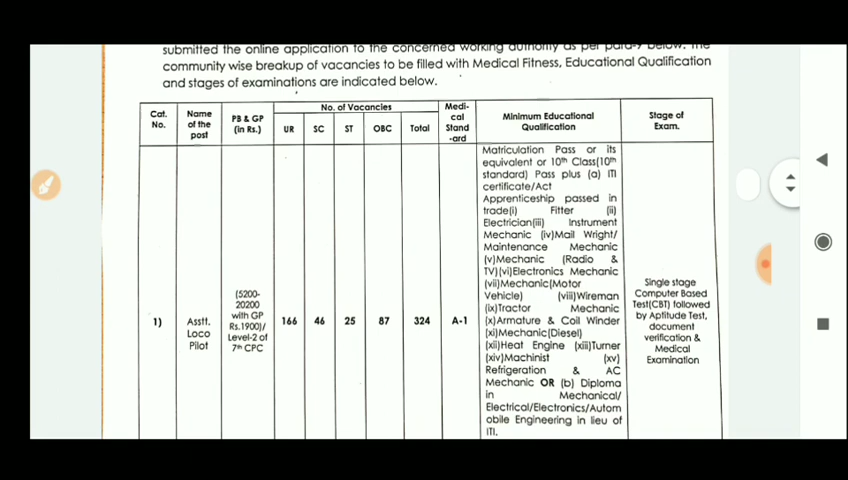 submitted the online application to the concerned working authority as per para-9 below. The
community wise breakup of vacancies to be filled with Medical Fitness, Educational Qualification
and stages of examinations are indicated below.
Cat. No.
Name of the post
PB & GP (in Rs.)
No. of Vacancies
UR
SC
ST
OBC
Total
Medi-
cal
Stand
-ard
Minimum Educational
Qualification
Stage of
Exam.
1)
Asstt.
Loco
Pilot
(5200-
20200
with GP
Rs.1900)/
Level-2 of
7th CPC
166
46
25
87
324
A-1
Matriculation Pass or its
equivalent or 10th Class(10th
standard) Pass plus (a) ITI
certificate/Act
Apprenticeship passed in
trade(i) Fitter (ii)
Electrician(iii) Instrument
Mechanic (iv)Mail Wright/
Maintenance Mechanic
(v)Mechanic (Radio &
TV)(vi)Electronics Mechanic
(vii)Mechanic(Motor
Vehicle) (viii)Wireman
(ix)Tractor Mechanic
(x)Armature & Coil Winder
(xi)Mechanic(Diesel)
(xii)Heat Engine (xiii)Turner
(xiv)Machinist (xv)
Refrigeration & AC
Mechanic OR (b) Diploma
in Mechanical/
Electrical/Electronics/Autom
obile Engineering in lieu of
ITI.
Single stage
Computer Based
Test(CBT) followed
by Aptitude Test,
document
verification &
Medical
Examination